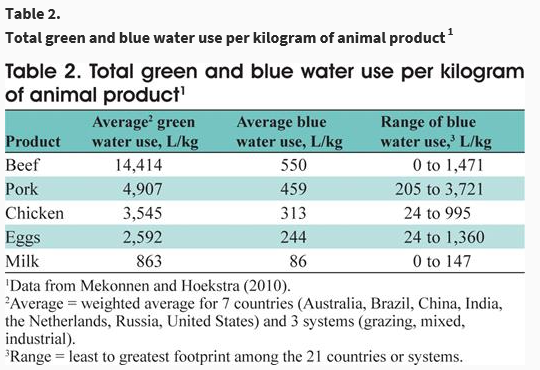 Table 2.
Total green and blue water use per kilogram of animal product 1
Table 2. Total green and blue water use per kilogram
of animal product¹
Average² green Average blue Range of blue
Product water use, L/kg water use, L/kg water use,³ L/kg
Beef 14,414 550 0 to 1,471
Pork 4,907 459 205 to 3,721
Chicken 3,545 313 24 to 995
Eggs 2,592 244 24 to 1,360
Milk 863 86 0 to 147
¹Data from Mekonnen and Hoekstra (2010).
²Average = weighted average for 7 countries (Australia, Brazil, China, India,
the Netherlands, Russia, United States) and 3 systems (grazing, mixed,
industrial).
³Range = least to greatest footprint among the 21 countries or systems.